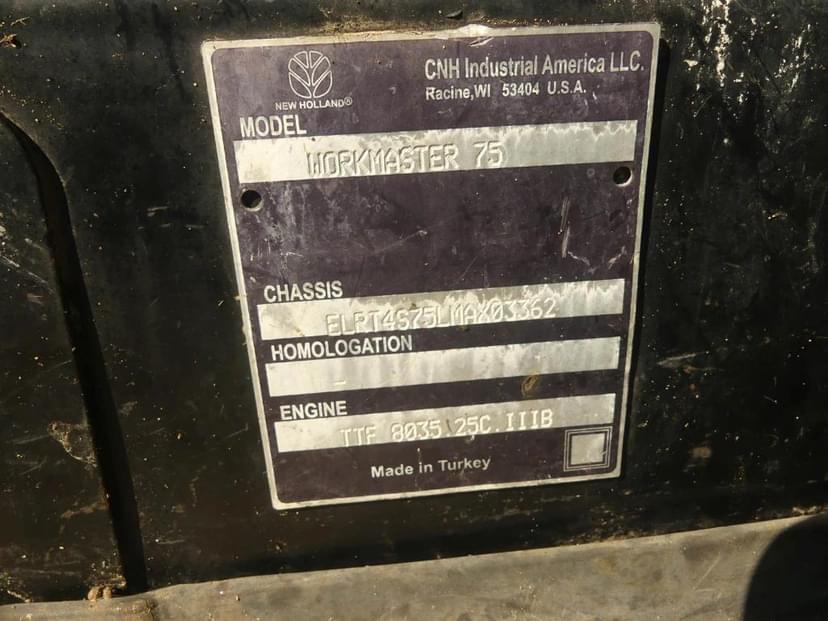 NEW HOLLAND®
CNH Industrial America LLC.
Racine,WI 53404 U.S.A.
MODEL
WORKMASTER 75
CHASSIS
ELRT4S75LMAX03362
HOMOLOGATION
-
ENGINE
TTF 8035 25C.IIIB
Made in Turkey